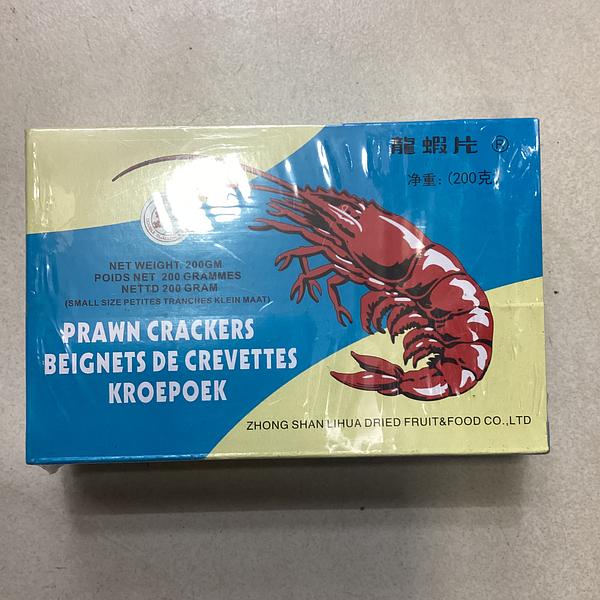 龍蝦片 ®
净重:(200克)
NET WEIGHT. 200GM
POIDS NET 200 GRAMMES
NETTD 200 GRAM
(SMALL SIZE PETITES TRANCHES KLEIN MAAT)
PRAWN CRACKERS
BEIGNETS DE CREVETTES
KROEPOEK
ZHONG SHAN LIHUA DRIED FRUIT&FOOD CO.,LTD